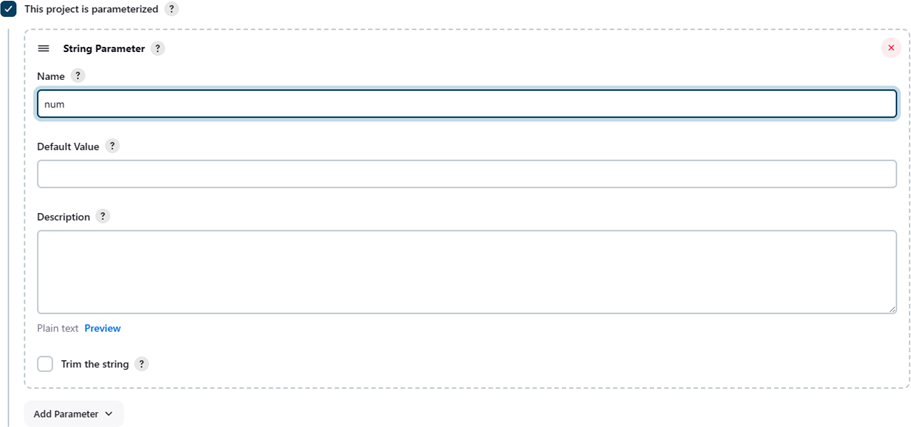 This project is parameterized ?
String Parameter ?
Name ?
num
Default Value ?
Description ?
Plain text Preview
Trim the string ?
Add Parameter